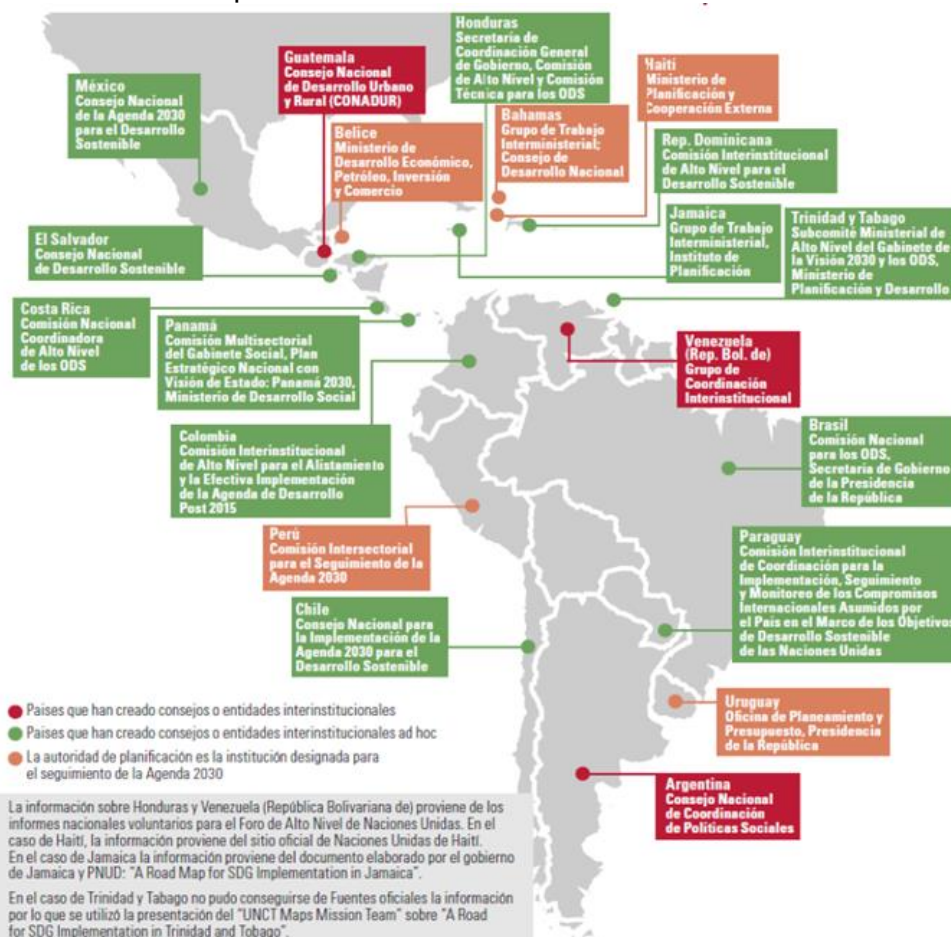 Honduras
Secretaría de
Coordinación General
de Gobierno, Comisión
de Alto Nivel y Comisión
Técnica para los ODS
Guatemala
Consejo Nacional
de Desarrollo Urbano
y Rural (CONADUR)
Haití
Ministerio de
Planificación y
Cooperación Externa
México
Consejo Nacional
de la Agenda 2030
para el Desarrollo
Sostenible
Bahamas
Grupo de Trabajo
Interministerial;
Consejo de
Desarrollo Nacional
Belice
Ministerio de
Desarrollo Económico,
Petróleo, Inversión
y Comercio
Rep. Dominicana
Comisión Interinstitucional
de Alto Nivel para el
Desarrollo Sostenible
Jamaica
Grupo de Trabajo
Interministerial,
Instituto de
Planificación
Trinidad y Tabago
Subcomité Ministerial de
Alto Nivel del Gabinete de
la Visión 2030 y los ODS,
Ministerio de
Planificación y Desarrollo
El Salvador
Consejo Nacional
de Desarrollo Sostenible
Costa Rica
Comisión Nacional
Coordinadora
de Alto Nivel
de los ODS
Panamá
Comisión Multisectorial
del Gabinete Social, Plan
Estratégico Nacional con
Visión de Estado: Panamá 2030,
Ministerio de Desarrollo Social
Venezuela
(Rep. Bol. de)
Grupo de
Coordinación
Interinstitucional
Colombia
Comisión Interinstitucional
de Alto Nivel para el Alistamiento
y la Efectiva Implementación
de la Agenda de Desarrollo
Post 2015
Brasil
Comisión Nacional
para los ODS,
Secretaria de Gobierno
de la Presidencia
de la República
Perú
Comisión Intersectorial
para el Seguimiento de la
Agenda 2030
Paraguay
Comisión Interinstitucional
de Coordinación para la
Implementación, Seguimiento
y Monitoreo de los Compromisos
Internacionales Asumidos por
el País en el Marco de los Objetivos
de Desarrollo Sostenible
de las Naciones Unidas
Chile
Consejo Nacional para
la Implementación de la
Agenda 2030 para el
Desarrollo Sostenible
Uruguay
Oficina de Planeamiento y
Presupuesto, Presidencia
de la República
Argentina
Consejo Nacional
de Coordinación
de Políticas Sociales
Países que han creado consejos o entidades interinstitucionales
Países que han creado consejos o entidades interinstitucionales ad hoc
La autoridad de planificación es la institución designada para
el seguimiento de la Agenda 2030
La información sobre Honduras y Venezuela (República Bolivariana de) proviene de los
informes nacionales voluntarios para el Foro de Alto Nivel de Naciones Unidas. En el
caso de Haití, la información proviene del sitio oficial de Naciones Unidas de Haití.
En el caso de Jamaica la información proviene del documento elaborado por el gobierno
de Jamaica y PNUD: "A Road Map for SDG Implementation in Jamaica".
En el caso de Trinidad y Tabago no pudo conseguirse de Fuentes oficiales la información
por lo que se utilizó la presentación del "UNCT Maps Mission Team" sobre "A Road
for SDG Implementation in Trinidad and Tobago".